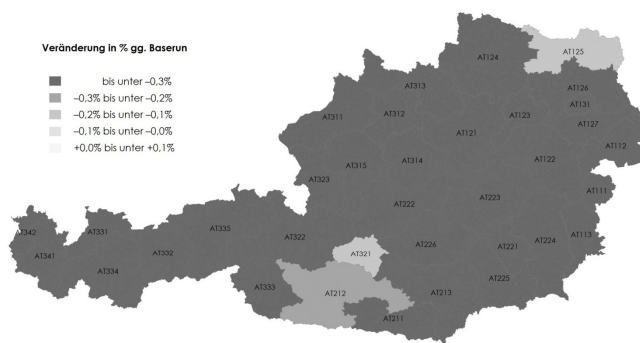 Veränderung in % gg. Baserun
bis unter –0,3%
–0,3% bis unter –0,2%
–0,2% bis unter –0,1%
–0,1% bis unter –0,0%
+0,0% bis unter +0,1%
AT124
AT125
AT313
AT126
AT131
AT311
AT312
AT123
AT127
AT121
AT112
AT315
AT314
AT122
AT323
AT111
AT222
AT223
AT342
AT331
AT335
AT322
AT113
AT226
AT221
AT224
AT321
AT341
AT332
AT334
AT333
AT212
AT213
AT225
AT211